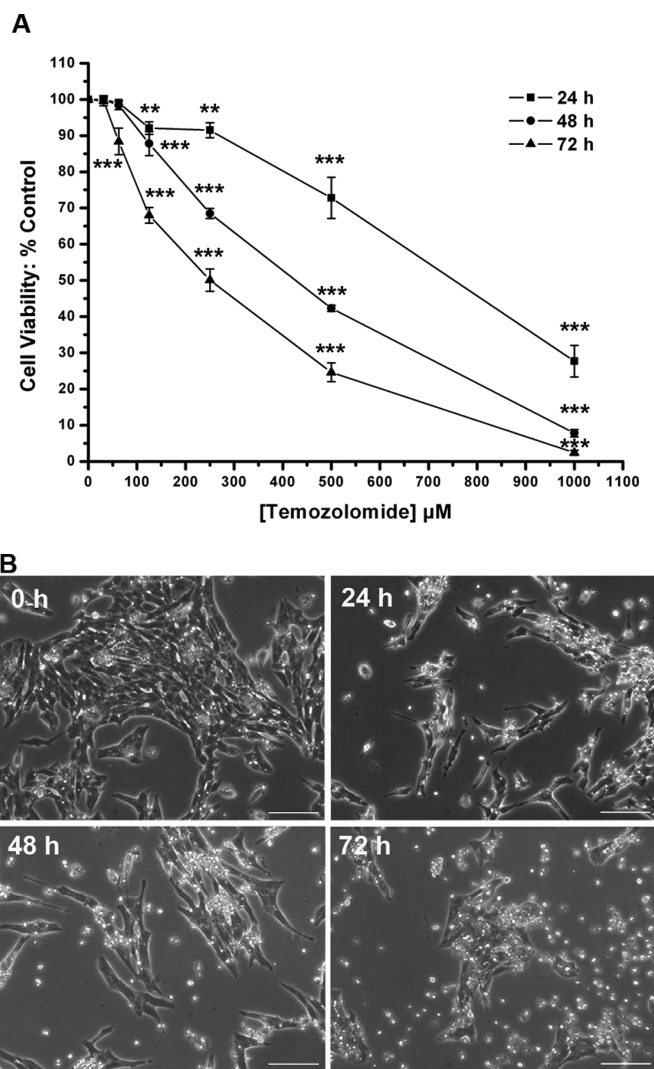 A
110
100
90
80
70
60
50
40
30
20
10
0
Cell Viability: % Control
** **
***
*** ***
***
***
***
***
***
***
***
***
24 h
48 h
72 h
0 100 200 300 400 500 600 700 800 900 1000 1100
[Temozolomide] μM
B
0 h
24 h
48 h
72 h